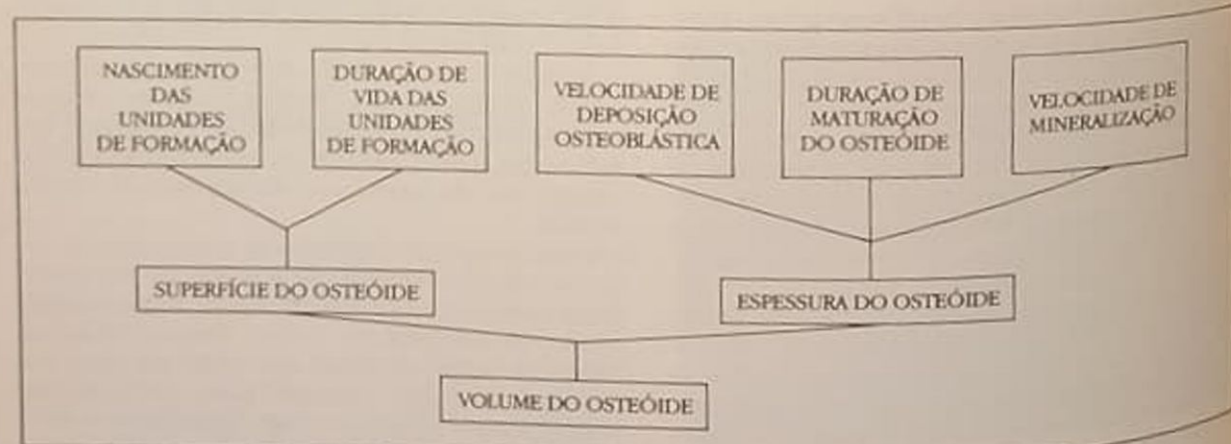 NASCIMENTO
DAS
UNIDADES
DE FORMAÇÃO
DURAÇÃO DE
VIDA DAS
UNIDADES
DE FORMAÇÃO
VELOCIDADE DE
DEPOSIÇÃO
OSTEOBLÁSTICA
DURAÇÃO DE
MATURAÇÃO
DO OSTEÓIDE
VELOCIDADE DE
MINERALIZAÇÃO
SUPERFÍCIE DO OSTEÓIDE
ESPESSURA DO OSTEÓIDE
VOLUME DO OSTEÓIDE